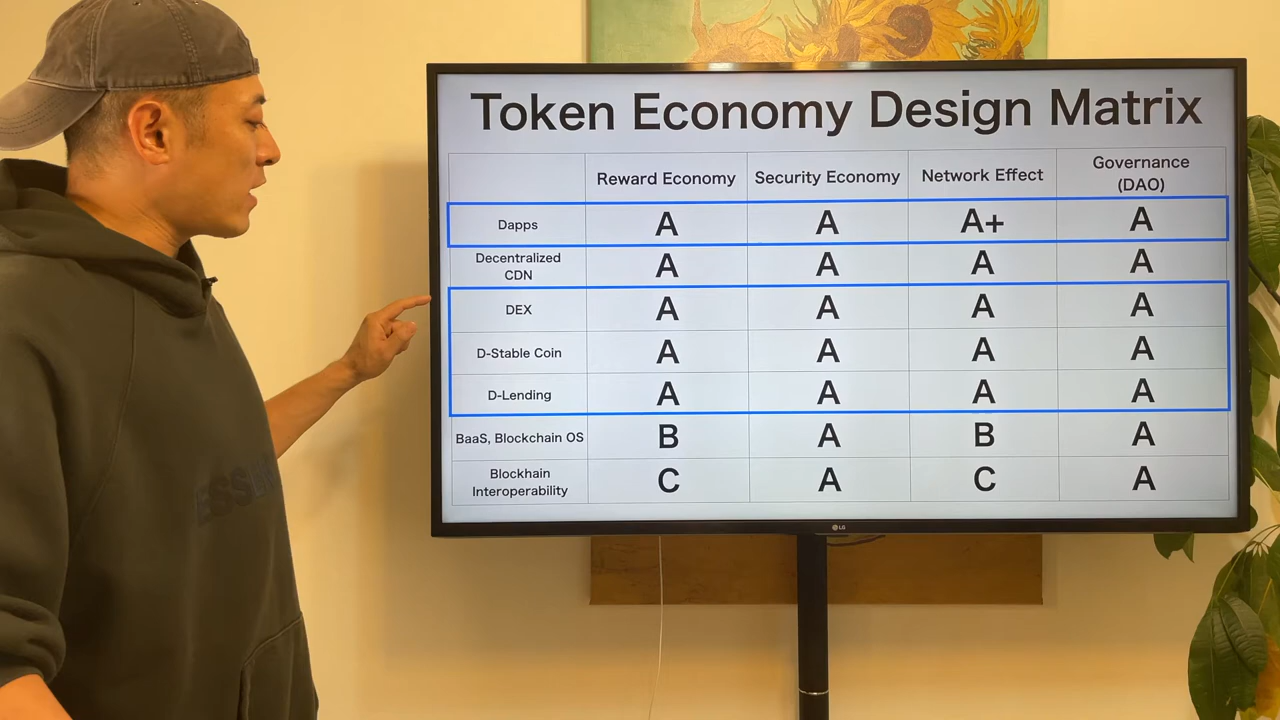 Token Economy Design Matrix
Reward Economy Security Economy Network Effect Governance
(DAO)
Dapps A A A+ A
Decentralized
CDN A A A A
DEX A A A A
D-Stable Coin A A A A
D-Lending A A A A
BaaS, Blockchain OS B A B A
Blockhain
Interoperability C A C A
LG